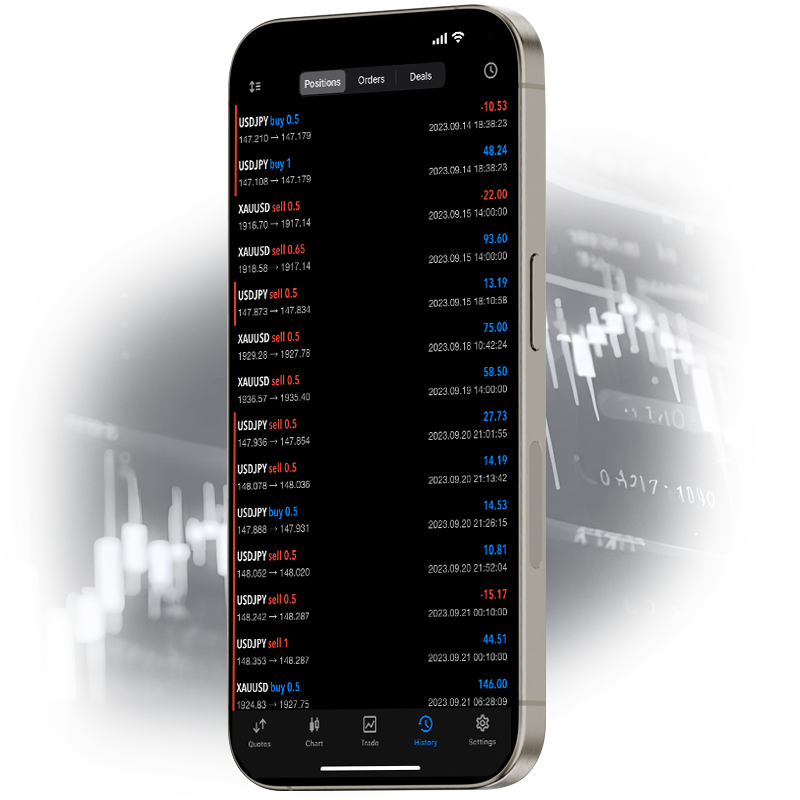 Positions Orders Deals
USDJPY buy 0.5 -10.53
147.210 → 147.179 2023.09.14 18:38:23
USDJPY buy 1 48.24
147.108 → 147.179 2023.09.14 18:38:23
XAUUSD sell 0.5 -22.00
1916.70 → 1917.14 2023.09.15 14:00:00
XAUUSD sell 0.65 93.60
1918.58 → 1917.14 2023.09.15 14:00:00
USDJPY sell 0.5 13.19
147.873 → 147.834 2023.09.15 18:10:58
XAUUSD sell 0.5 75.00
1929.28 → 1927.78 2023.09.18 10:42:24
XAUUSD sell 0.5 58.50
1936.57 → 1935.40 2023.09.19 14:00:00
USDJPY sell 0.5 27.73
147.936 → 147.854 2023.09.20 21:01:55
USDJPY sell 0.5 14.19
148.078 → 148.036 2023.09.20 21:13:42
USDJPY buy 0.5 14.53
147.888 → 147.931 2023.09.20 21:26:15
USDJPY sell 0.5 10.81
148.052 → 148.020 2023.09.20 21:52:04
USDJPY sell 0.5 -15.17
148.242 → 148.287 2023.09.21 00:10:00
USDJPY sell 1 44.51
148.353 → 148.287 2023.09.21 00:10:00
XAUUSD buy 0.5 146.00
1924.83 → 1927.75 2023.09.21 06:28:09
Quotes Chart Trade History Settings